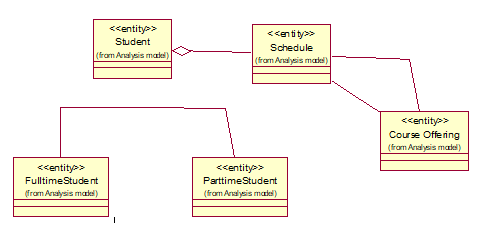 <<entity>>
Student
(from Analysis model)
<<entity>>
Schedule
(from Analysis model)
<<entity>>
Course Offering
(from Analysis model)
<<entity>>
FulltimeStudent
(from Analysis model)
<<entity>>
ParttimeStudent
(from Analysis model)